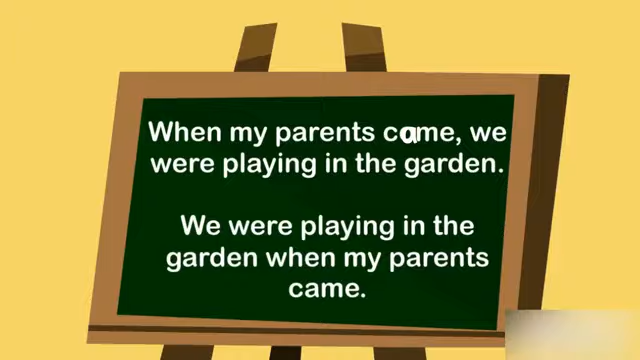 When my parents came, we
were playing in the garden.
We were playing in the
garden when my parents
came.